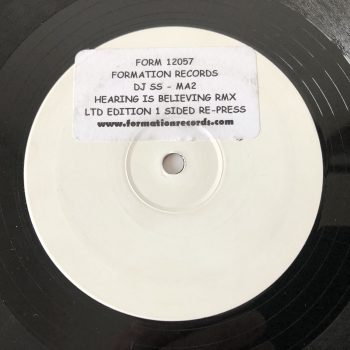 FORM 12057
FORMATION RECORDS
DJ SS - MA2
HEARING IS BELIEVING RMX
LTD EDITION 1 SIDED RE-PRESS
www.formationrecords.com